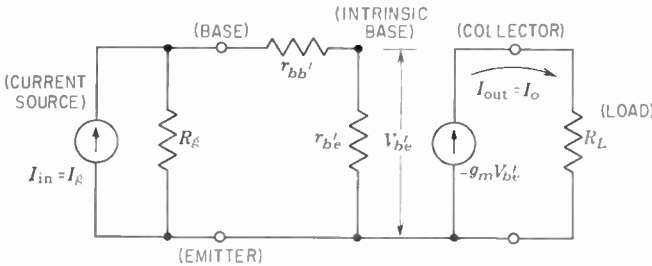 (BASE)
(INTRINSIC
BASE)
(COLLECTOR)
r_bb'
(CURRENT
SOURCE)
I_out = I_o
(LOAD)
R_g
r_b'e
V_b'e
R_L
I_in = I_g
-g_m V_b'e
(EMITTER)